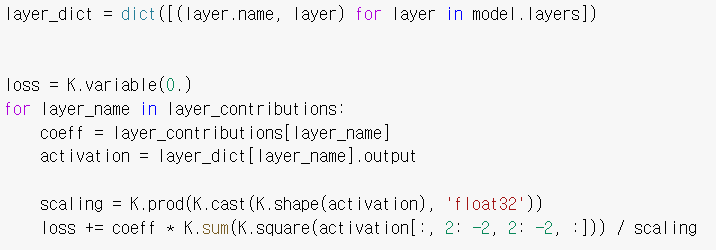 layer_dict = dict([(layer.name, layer) for layer in model.layers])
loss = K.variable(0.)
for layer_name in layer_contributions:
coeff = layer_contributions[layer_name]
activation = layer_dict[layer_name].output
scaling = K.prod(K.cast(K.shape(activation), 'float32'))
loss += coeff * K.sum(K.square(activation[:, 2: -2, 2: -2, :])) / scaling